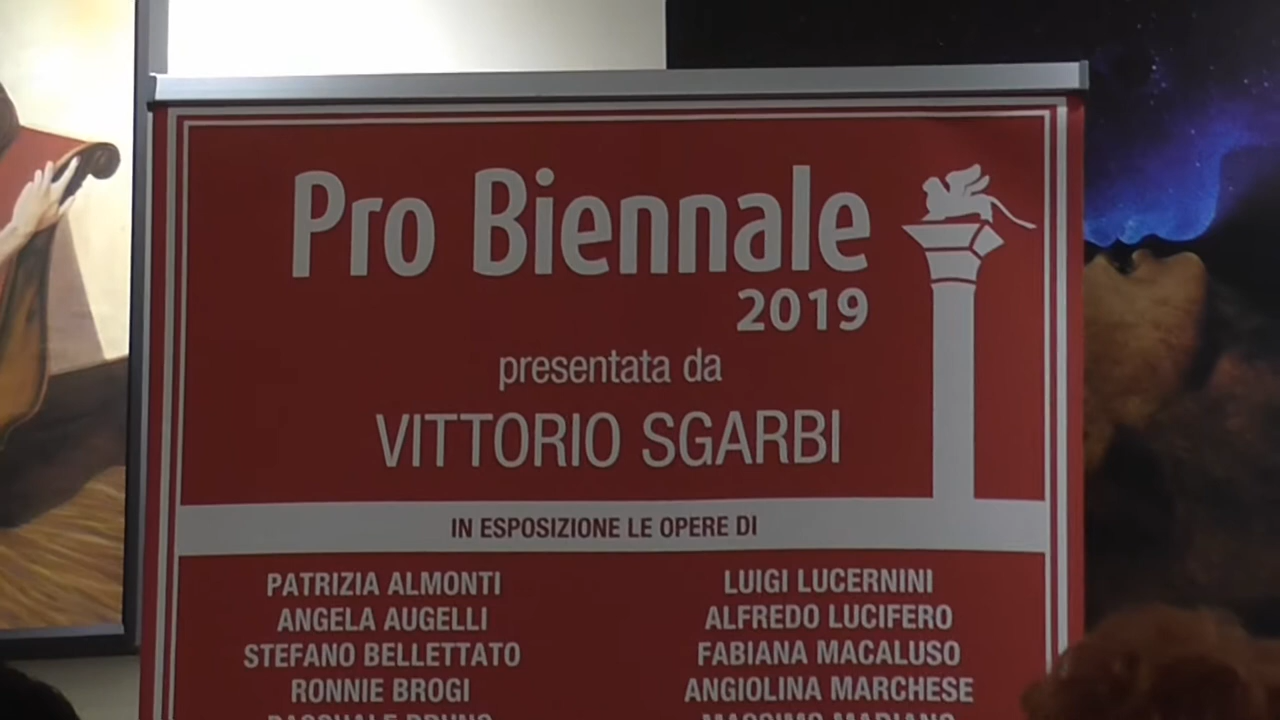 Pro Biennale
2019
presentata da
VITTORIO SGARBI
IN ESPOSIZIONE LE OPERE DI
PATRIZIA ALMONTI
ANGELA AUGELLI
STEFANO BELLETTATO
RONNIE BROGI
LUIGI LUCERNINI
ALFREDO LUCIFERO
FABIANA MACALUSO
ANGIOLINA MARCHESE